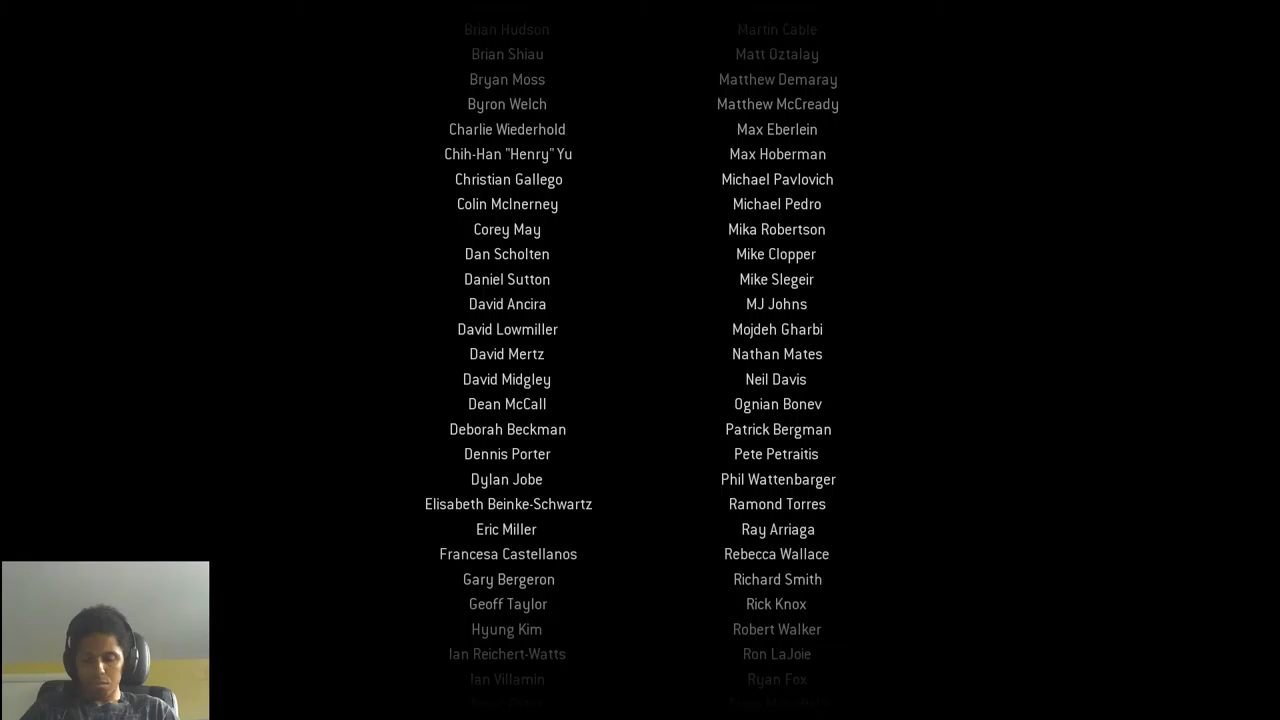 Brian Hudson
Brian Shiau
Bryan Moss
Byron Welch
Charlie Wiederhold
Chih-Han "Henry" Yu
Christian Gallego
Colin McInerney
Corey May
Dan Scholten
Daniel Sutton
David Ancira
David Lowmiller
David Mertz
David Midgley
Dean McCall
Deborah Beckman
Dennis Porter
Dylan Jobe
Elisabeth Beinke-Schwartz
Eric Miller
Francesa Castellanos
Gary Bergeron
Geoff Taylor
Hyung Kim
Ian Reichert-Watts
Ian Villamin
Martin Cable
Matt Oztalay
Matthew Demaray
Matthew McCready
Max Eberlein
Max Hoberman
Michael Pavlovich
Michael Pedro
Mika Robertson
Mike Clopper
Mike Slegeir
MJ Johns
Mojdeh Gharbi
Nathan Mates
Neil Davis
Ognian Bonev
Patrick Bergman
Pete Petraitis
Phil Wattenbarger
Ramond Torres
Ray Arriaga
Rebecca Wallace
Richard Smith
Rick Knox
Robert Walker
Ron LaJoie
Ryan Fox